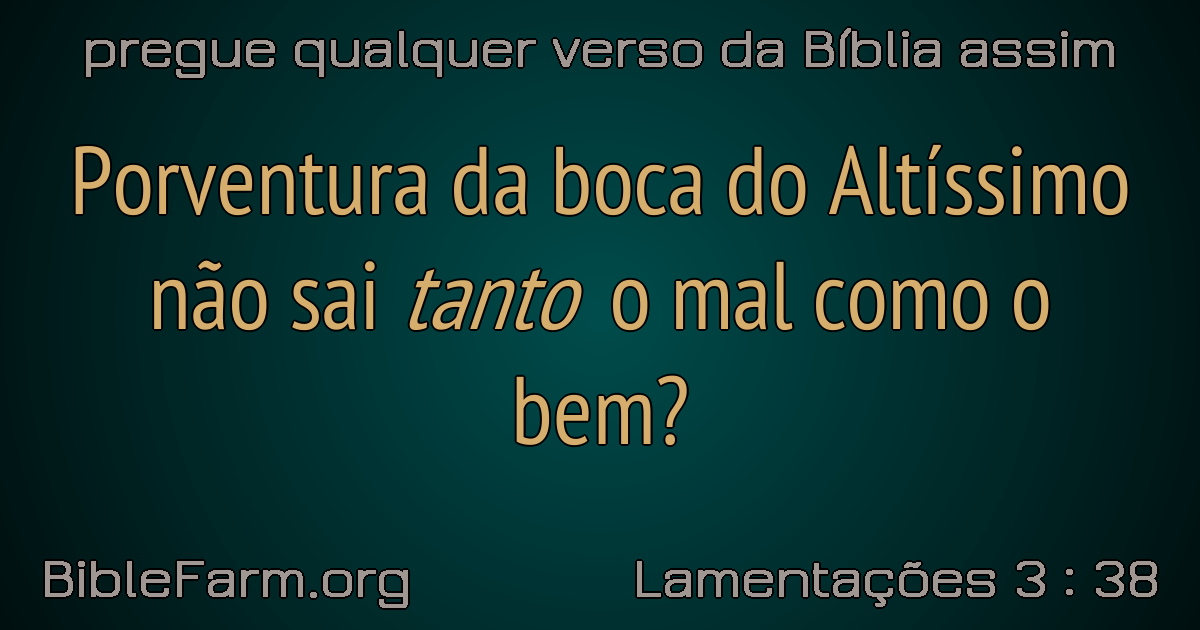 pregue qualquer verso da Bíblia assim
Porventura da boca do Altíssimo
não sai tanto o mal como o
bem?
BibleFarm.org
Lamentações 3 : 38